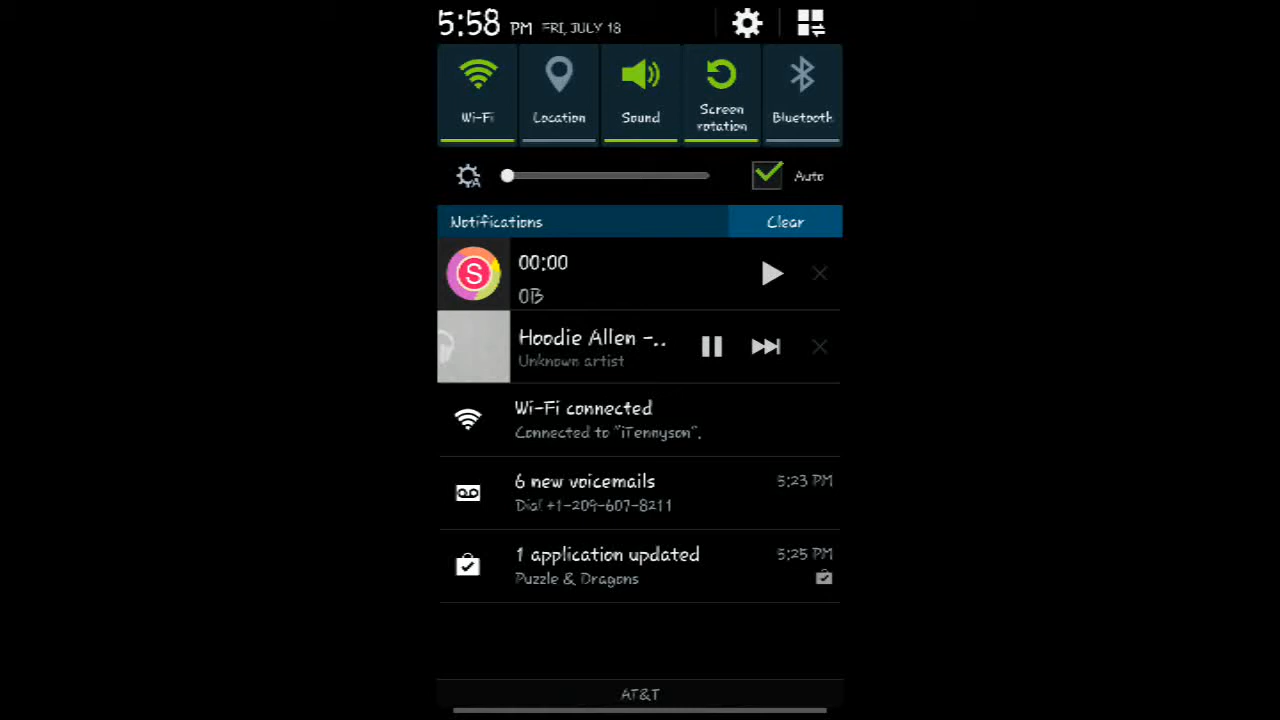 5:58 PM FRI, JULY 18
Wi-Fi
Location
Sound
Screen
rotation
Bluetooth
A
Auto
Notifications
Clear
S
00:00
0B
Hoodie Allen -..
Unknown artist
Wi-Fi connected
Connected to "iTennyson".
6 new voicemails
5:23 PM
Dial +1-209-607-8211
1 application updated
5:25 PM
Puzzle & Dragons
AT&T